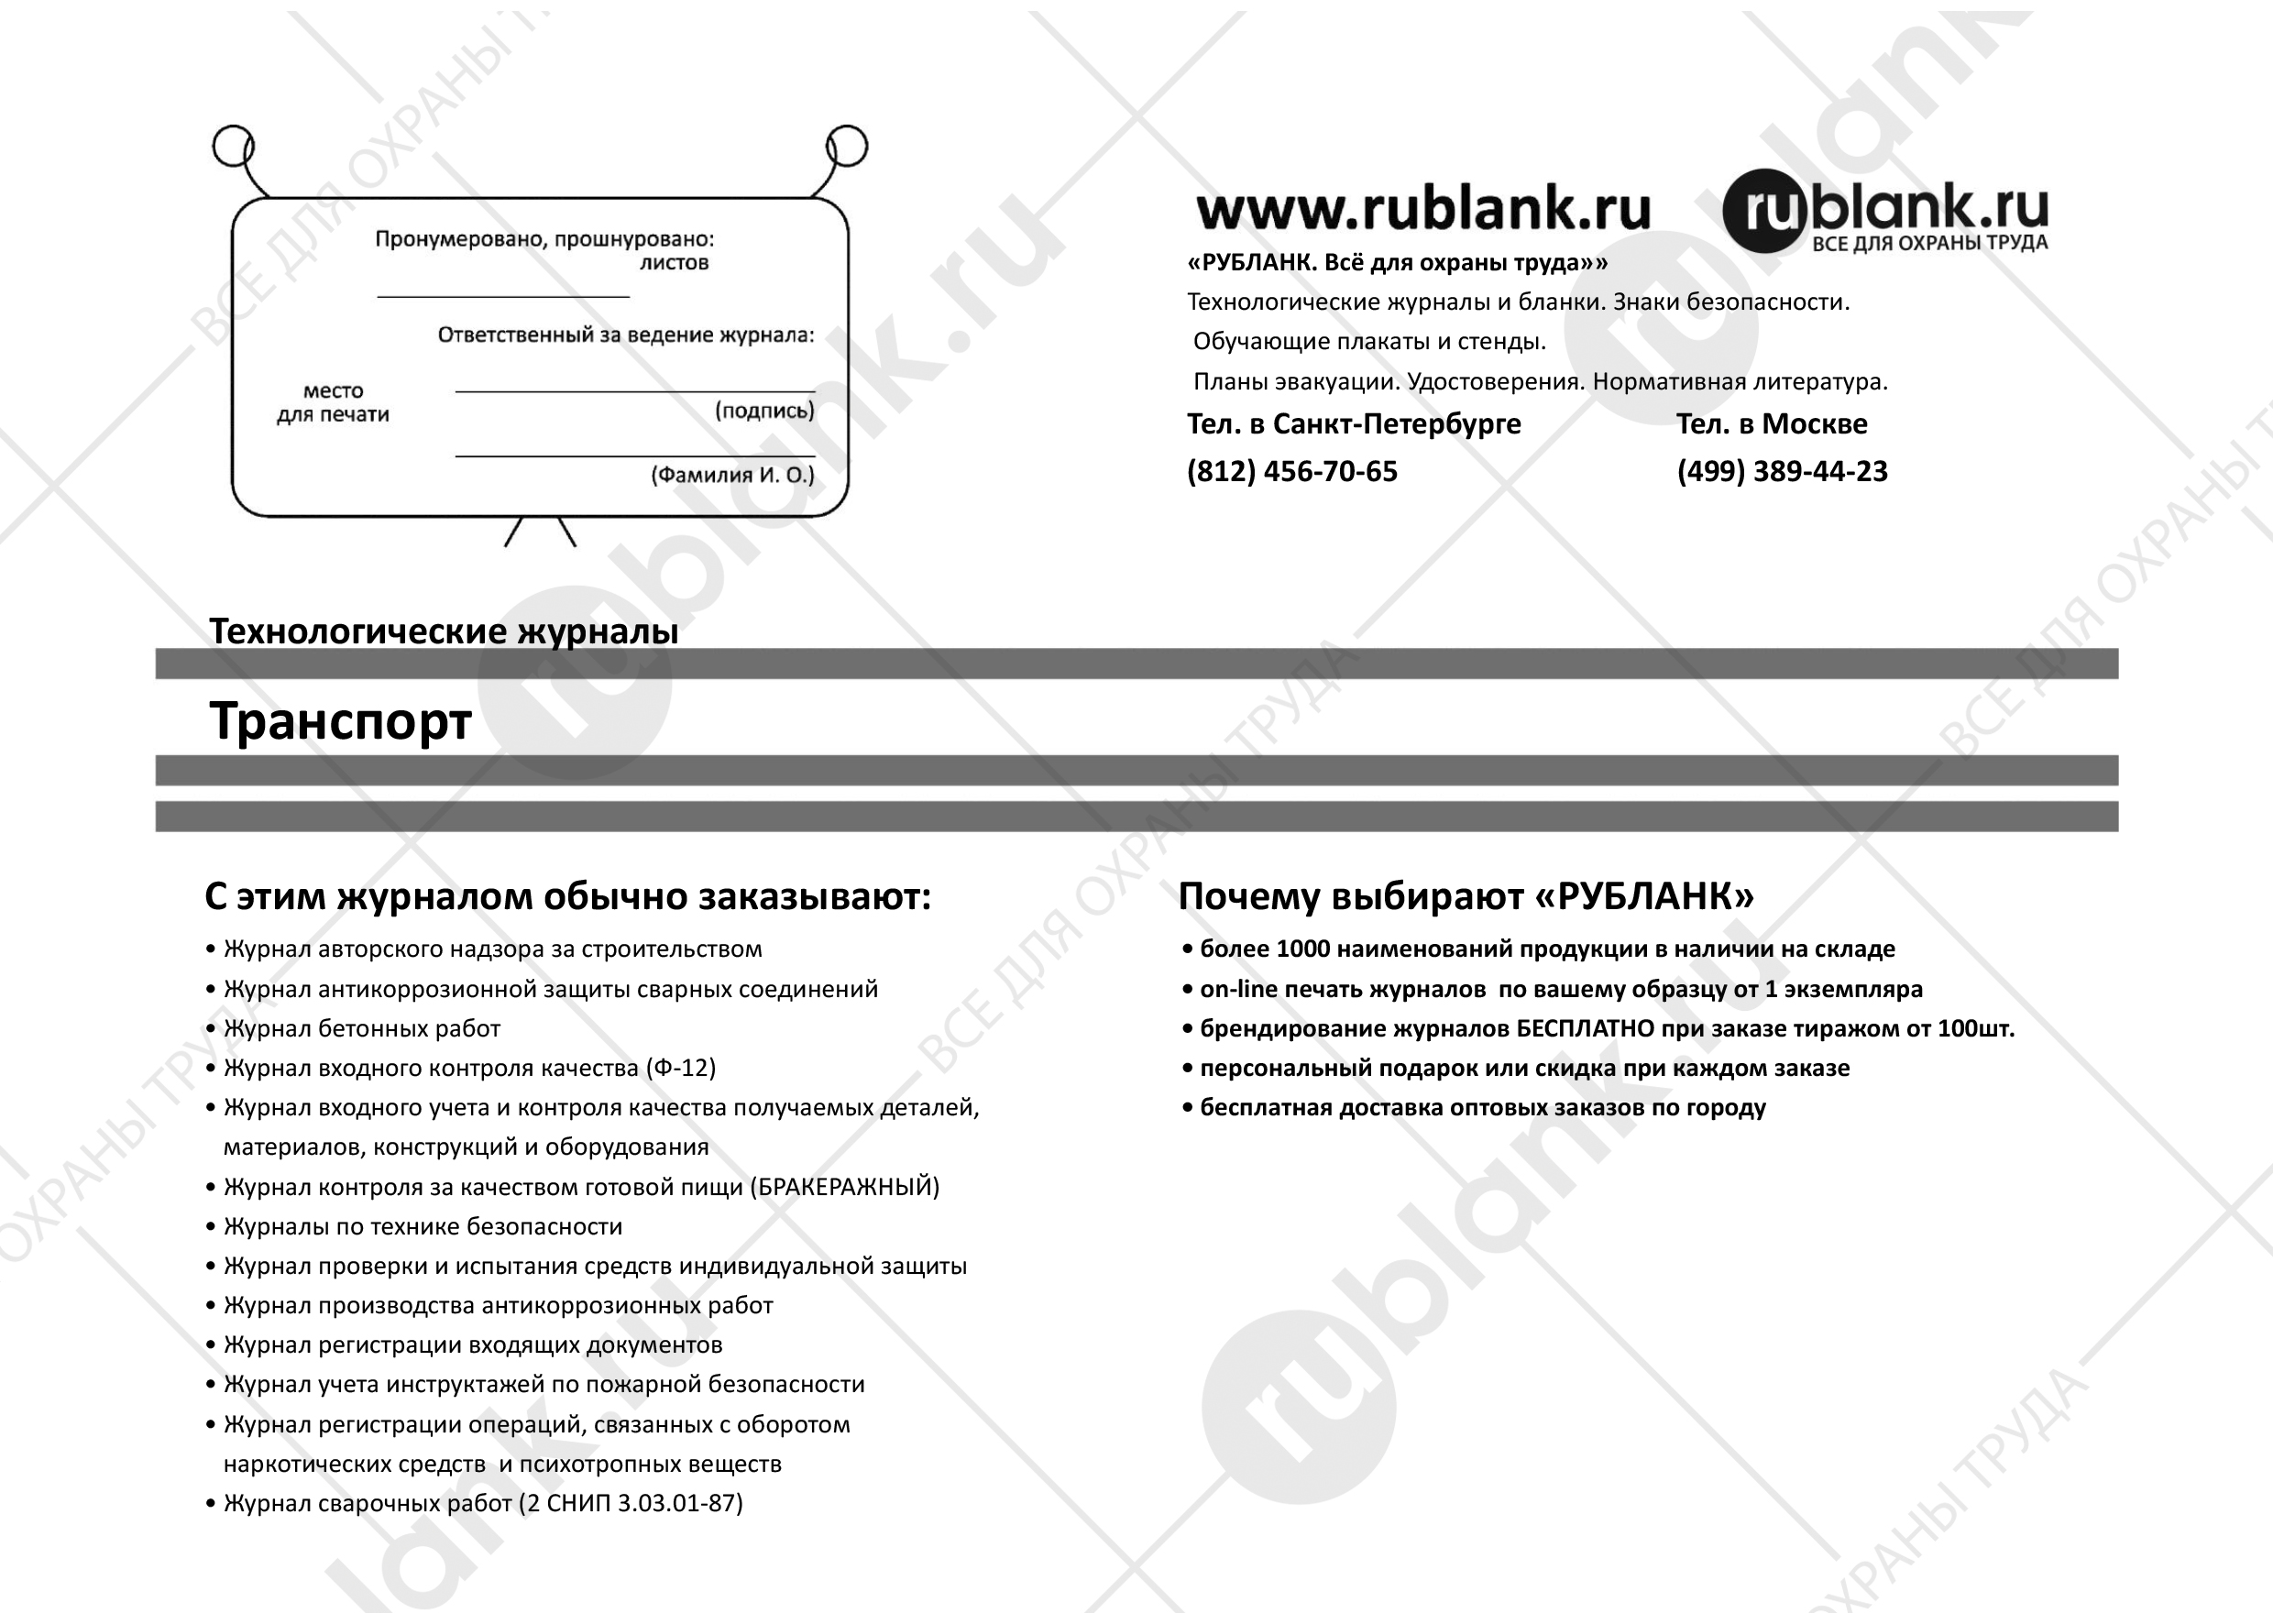 Пронумеровано, прошнуровано:
листов
Ответственный за ведение журнала:
место
для печати
(подпись)
(Фамилия И. О.)
www.rublank.ru
rublank.ru
ВСЕ ДЛЯ ОХРАНЫ ТРУДА
«РУБЛАНК. Всё для охраны труда»»
Технологические журналы и бланки. Знаки безопасности.
Обучающие плакаты и стенды.
Планы эвакуации. Удостоверения. Нормативная литература.
Тел. в Санкт-Петербурге Тел. в Москве
(812) 456-70-65 (499) 389-44-23
Технологические журналы
Транспорт
С этим журналом обычно заказывают:
• Журнал авторского надзора за строительством
• Журнал антикоррозионной защиты сварных соединений
• Журнал бетонных работ
• Журнал входного контроля качества (Ф-12)
• Журнал входного учета и контроля качества получаемых деталей,
материалов, конструкций и оборудования
• Журнал контроля за качеством готовой пищи (БРАКЕРАЖНЫЙ)
• Журналы по технике безопасности
• Журнал проверки и испытания средств индивидуальной защиты
• Журнал производства антикоррозионных работ
• Журнал регистрации входящих документов
• Журнал учета инструктажей по пожарной безопасности
• Журнал регистрации операций, связанных с оборотом
наркотических средств  и психотропных веществ
• Журнал сварочных работ (2 СНИП 3.03.01-87)
Почему выбирают «РУБЛАНК»
• более 1000 наименований продукции в наличии на складе
• on-line печать журналов  по вашему образцу от 1 экземпляра
• брендирование журналов БЕСПЛАТНО при заказе тиражом от 100шт.
• персональный подарок или скидка при каждом заказе
• бесплатная доставка оптовых заказов по городу